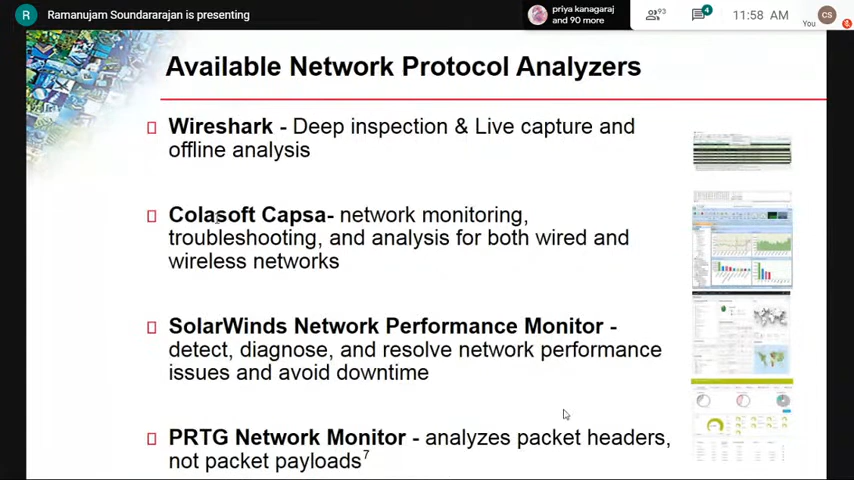 R Ramanujam Soundararajan is presenting
priya kanagaraj
and 90 more
93
4
11:58 AM
You
CS
Available Network Protocol Analyzers
Wireshark - Deep inspection & Live capture and
offline analysis
Colasoft Capsa- network monitoring,
troubleshooting, and analysis for both wired and
wireless networks
SolarWinds Network Performance Monitor -
detect, diagnose, and resolve network performance
issues and avoid downtime
PRTG Network Monitor - analyzes packet headers,
not packet payloads7